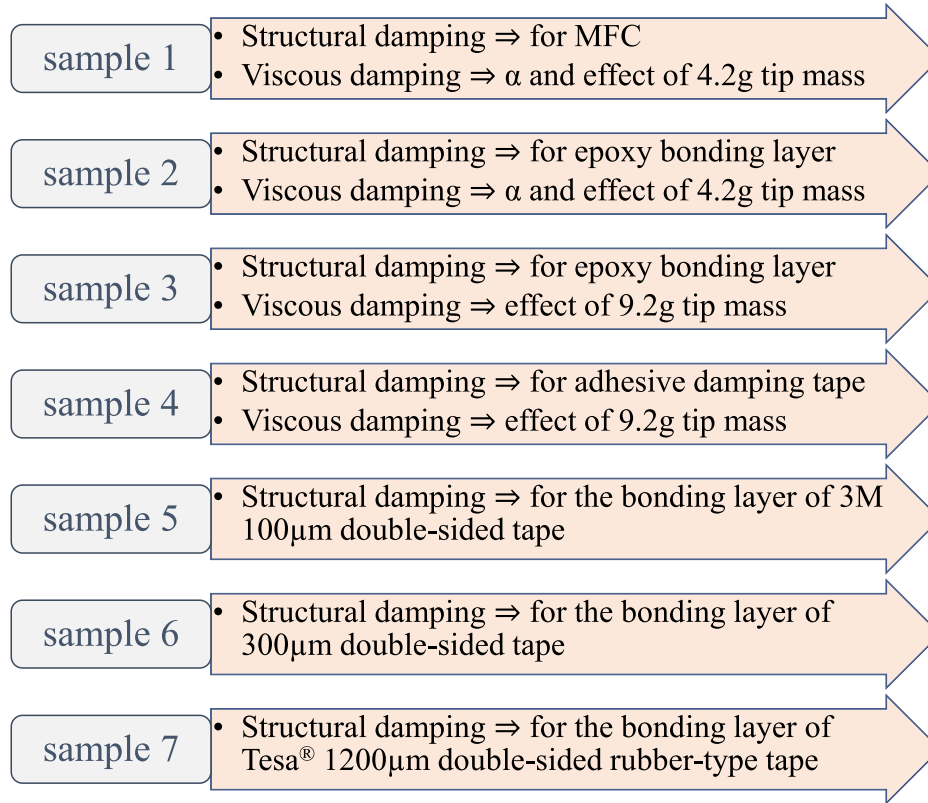 sample 1
• Structural damping ⇒ for MFC
• Viscous damping ⇒ α and effect of 4.2g tip mass
sample 2
• Structural damping ⇒ for epoxy bonding layer
• Viscous damping ⇒ α and effect of 4.2g tip mass
sample 3
• Structural damping ⇒ for epoxy bonding layer
• Viscous damping ⇒ effect of 9.2g tip mass
sample 4
• Structural damping ⇒ for adhesive damping tape
• Viscous damping ⇒ effect of 9.2g tip mass
sample 5
• Structural damping ⇒ for the bonding layer of 3M
100μm double-sided tape
sample 6
• Structural damping ⇒ for the bonding layer of
300μm double-sided tape
sample 7
• Structural damping ⇒ for the bonding layer of
Tesa® 1200μm double-sided rubber-type tape